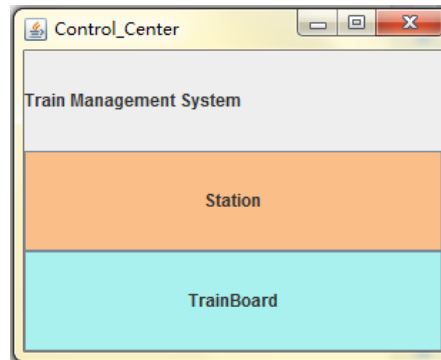 Control_Center
Train Management System
Station
TrainBoard